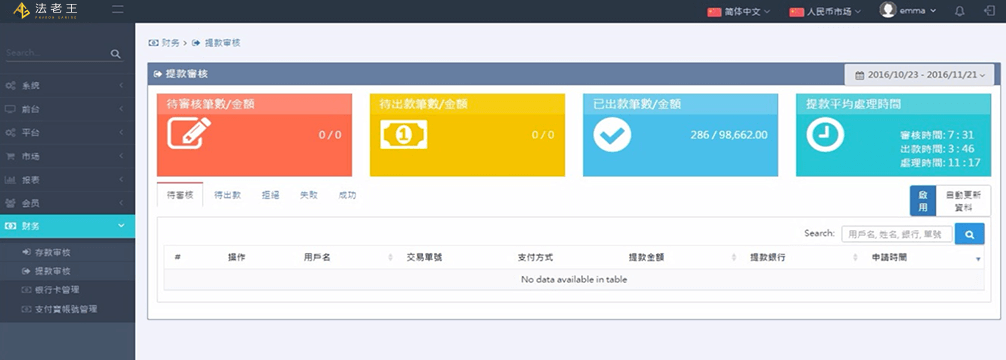 法老王
PHARAOH GAMING
简体中文
人民币市场
emma
Search...
财务 > 提款审核
系统
前台
平台
市场
报表
会员
财务
存款审核
提款审核
银行卡管理
支付寶帳號管理
提款審核
2016/10/23 - 2016/11/21
待審核筆數/金額
0 / 0
待出款筆數/金額
0 / 0
已出款筆數/金額
286 / 98,662.00
提款平均處理時間
審核時間: 7 : 31
出款時間: 3 : 46
處理時間: 11 : 17
待審核 待出款 拒絕 失敗 成功
啟用
自動更新資料
Search: 用戶名, 姓名, 銀行, 單號
# 操作 用戶名 交易單號 支付方式 提款金額 提款銀行 申請時間
No data available in table